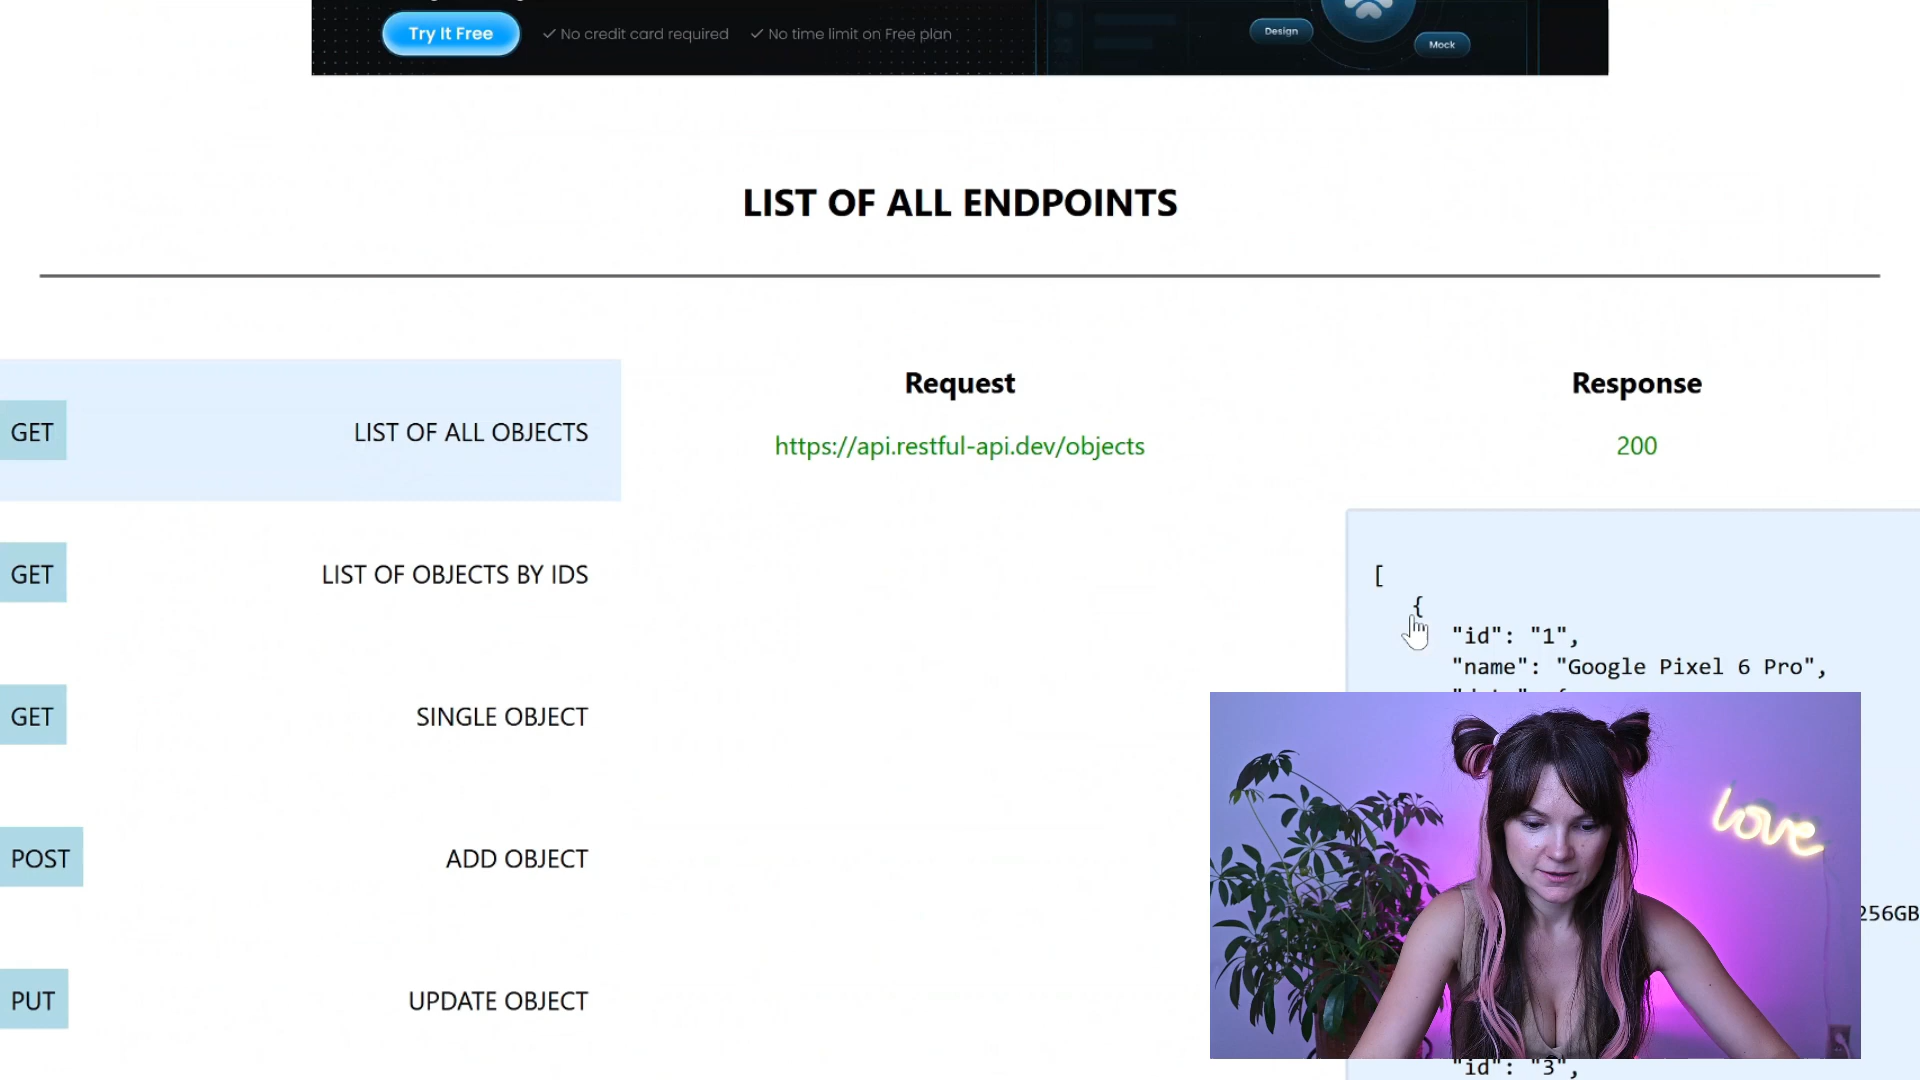 Try It Free
No credit card required
No time limit on Free plan
Design
Mock
LIST OF ALL ENDPOINTS
GET
LIST OF ALL OBJECTS
Request
https://api.restful-api.dev/objects
Response
200
GET
LIST OF OBJECTS BY IDS
GET
SINGLE OBJECT
POST
ADD OBJECT
PUT
UPDATE OBJECT
[
{
"id": "1",
"name": "Google Pixel 6 Pro",
256GB
"id": "3",
love